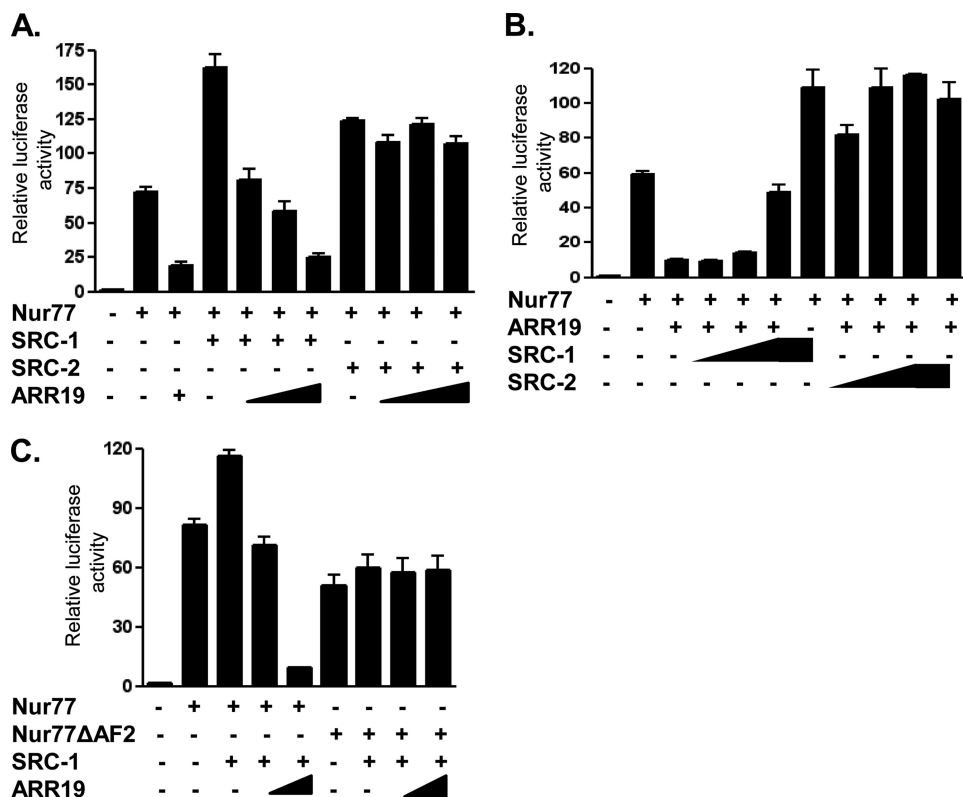 A.
175
150
125
100
75
50
25
0
Relative luciferase
activity
Nur77 - + + + + + + + + + +
SRC-1 - - - + + + + - - - -
SRC-2 - - - - - - - + + + +
ARR19 - - + - -
B.
120
100
80
60
40
20
0
Relative luciferase
activity
Nur77 - + + + + + + + + + +
ARR19 - - + + + + - + + + +
SRC-1 - - - - - - -
SRC-2 - - - - - - -
C.
120
90
60
30
0
Relative luciferase
activity
Nur77 - + + + + - - - -
Nur77ΔAF2 - - - - - + + + +
SRC-1 - - + + + - + + +
ARR19 - - - - -